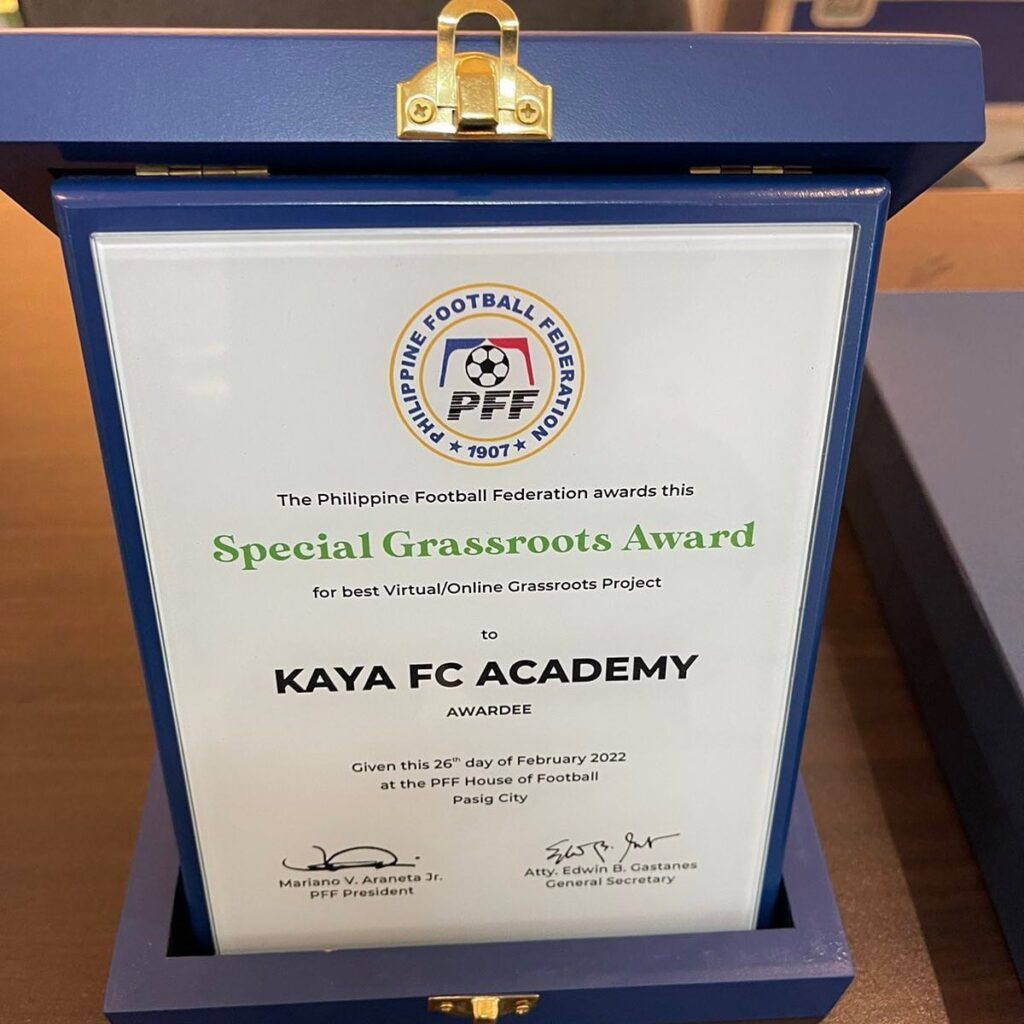 PHILIPPINE FOOTBALL FEDERATION
PFF
★ 1907 ★
The Philippine Football Federation awards this
Special Grassroots Award
for best Virtual/Online Grassroots Project
to
KAYA FC ACADEMY
AWARDEE
Given this 26th day of February 2022
at the PFF House of Football
Pasig City
Mariano V. Araneta Jr.
PFF President
Atty. Edwin B. Gastanes
General Secretary